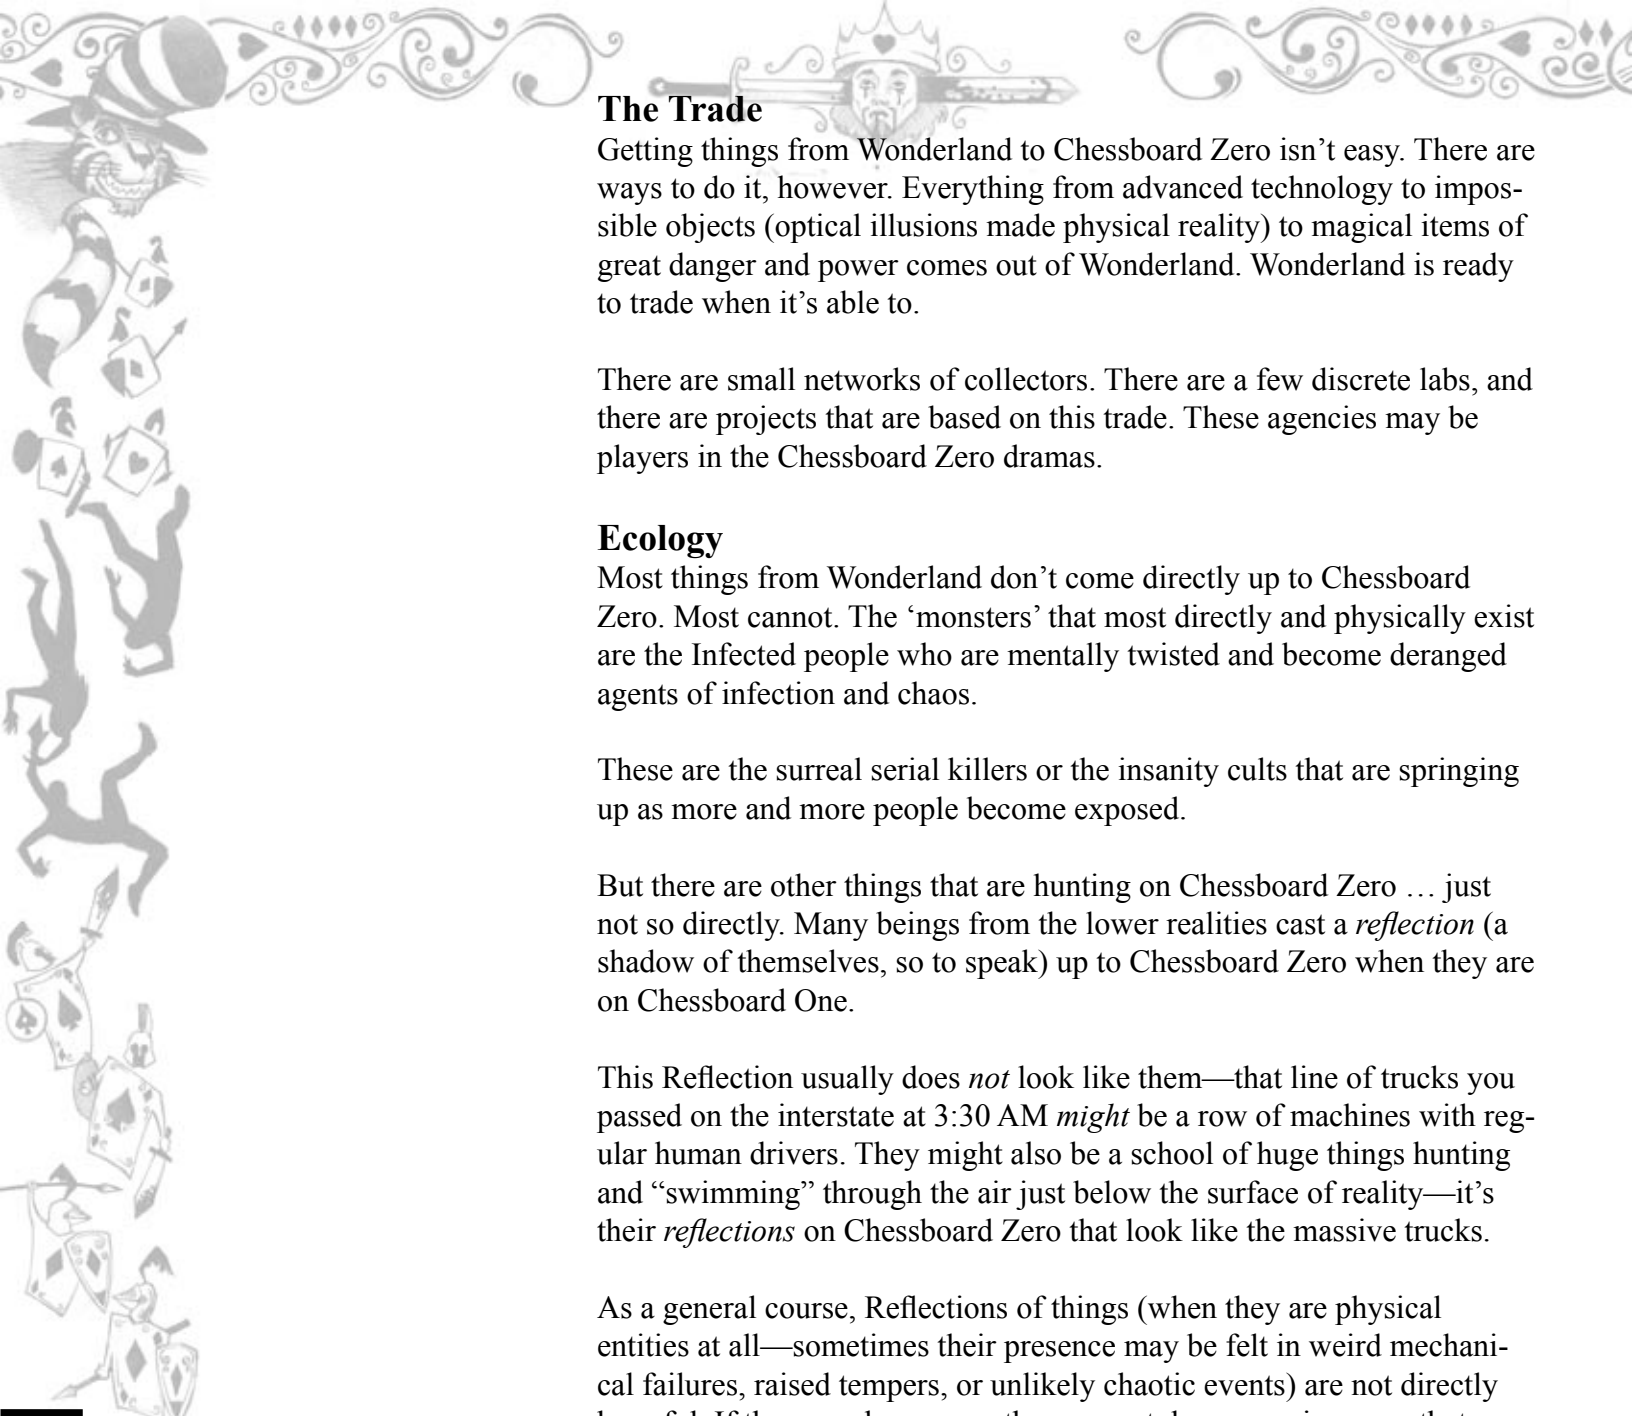 The Trade
Getting things from Wonderland to Chessboard Zero isn’t easy. There are
ways to do it, however. Everything from advanced technology to impos-
sible objects (optical illusions made physical reality) to magical items of
great danger and power comes out of Wonderland. Wonderland is ready
to trade when it’s able to.
There are small networks of collectors. There are a few discrete labs, and
there are projects that are based on this trade. These agencies may be
players in the Chessboard Zero dramas.
Ecology
Most things from Wonderland don’t come directly up to Chessboard
Zero. Most cannot. The ‘monsters’ that most directly and physically exist
are the Infected people who are mentally twisted and become deranged
agents of infection and chaos.
These are the surreal serial killers or the insanity cults that are springing
up as more and more people become exposed.
But there are other things that are hunting on Chessboard Zero … just
not so directly. Many beings from the lower realities cast a reflection (a
shadow of themselves, so to speak) up to Chessboard Zero when they are
on Chessboard One.
This Reflection usually does not look like them—that line of trucks you
passed on the interstate at 3:30 AM might be a row of machines with reg-
ular human drivers. They might also be a school of huge things hunting
and “swimming” through the air just below the surface of reality—it’s
their reflections on Chessboard Zero that look like the massive trucks.
As a general course, Reflections of things (when they are physical
entities at all—sometimes their presence may be felt in weird mechani-
cal failures, raised tempers, or unlikely chaotic events) are not directly